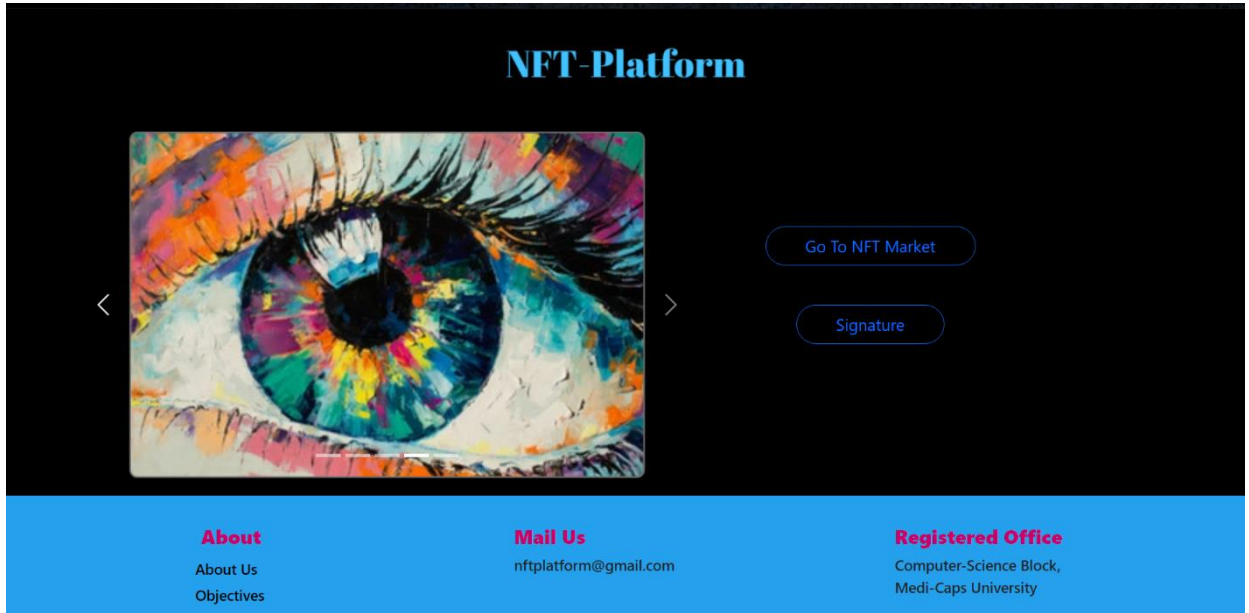 NFT-Platform
Go To NFT Market
Signature
About
About Us
Objectives
Mail Us
nftplatform@gmail.com
Registered Office
Computer-Science Block,
Medi-Caps University